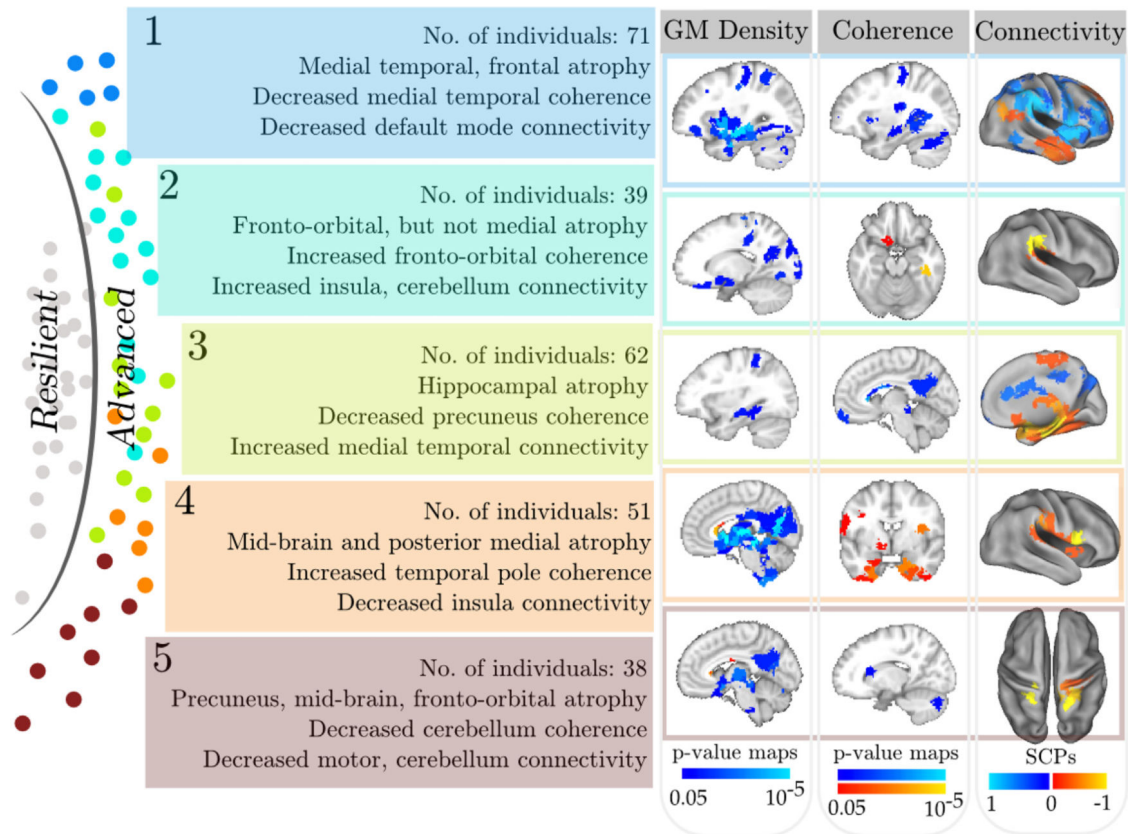 Resilient
Advanced
1
No. of individuals: 71
Medial temporal, frontal atrophy
Decreased medial temporal coherence
Decreased default mode connectivity
2
No. of individuals: 39
Fronto-orbital, but not medial atrophy
Increased fronto-orbital coherence
Increased insula, cerebellum connectivity
3
No. of individuals: 62
Hippocampal atrophy
Decreased precuneus coherence
Increased medial temporal connectivity
4
No. of individuals: 51
Mid-brain and posterior medial atrophy
Increased temporal pole coherence
Decreased insula connectivity
5
No. of individuals: 38
Precuneus, mid-brain, fronto-orbital atrophy
Decreased cerebellum coherence
Decreased motor, cerebellum connectivity
GM Density
Coherence
Connectivity
p-value maps
0.05 10⁻⁵
p-value maps
0.05 10⁻⁵
SCPs
1 0 -1